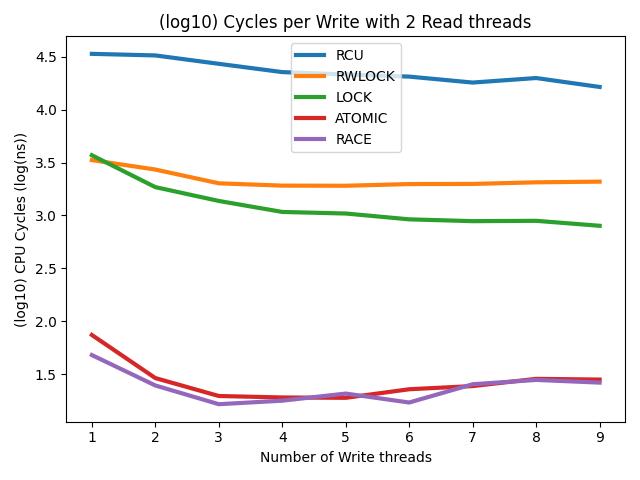 (log10) Cycles per Write with 2 Read threads
(log10) CPU Cycles (log(ns))
4.5
4.0
3.5
3.0
2.5
2.0
1.5
RCU
RWLOCK
LOCK
ATOMIC
RACE
1 2 3 4 5 6 7 8 9
Number of Write threads